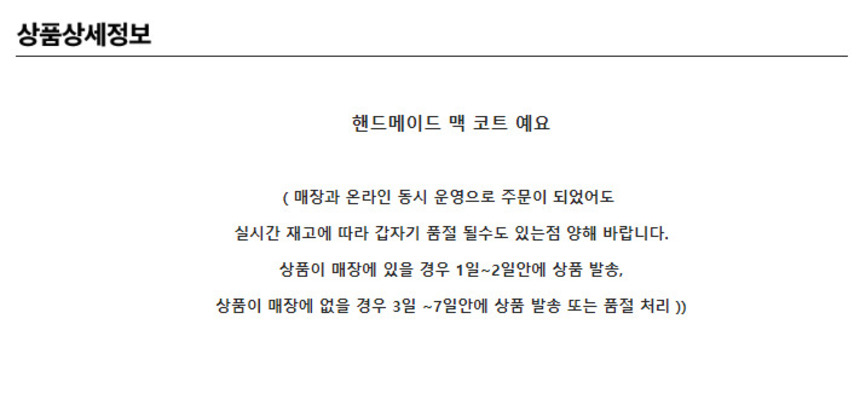 상품상세정보
핸드메이드 맥 코트 예요
( 매장과 온라인 동시 운영으로 주문이 되었어도
실시간 재고에 따라 갑자기 품절 될수도 있는점 양해 바랍니다.
상품이 매장에 있을 경우 1일~2일안에 상품 발송,
상품이 매장에 없을 경우 3일 ~7일안에 상품 발송 또는 품절 처리 ))